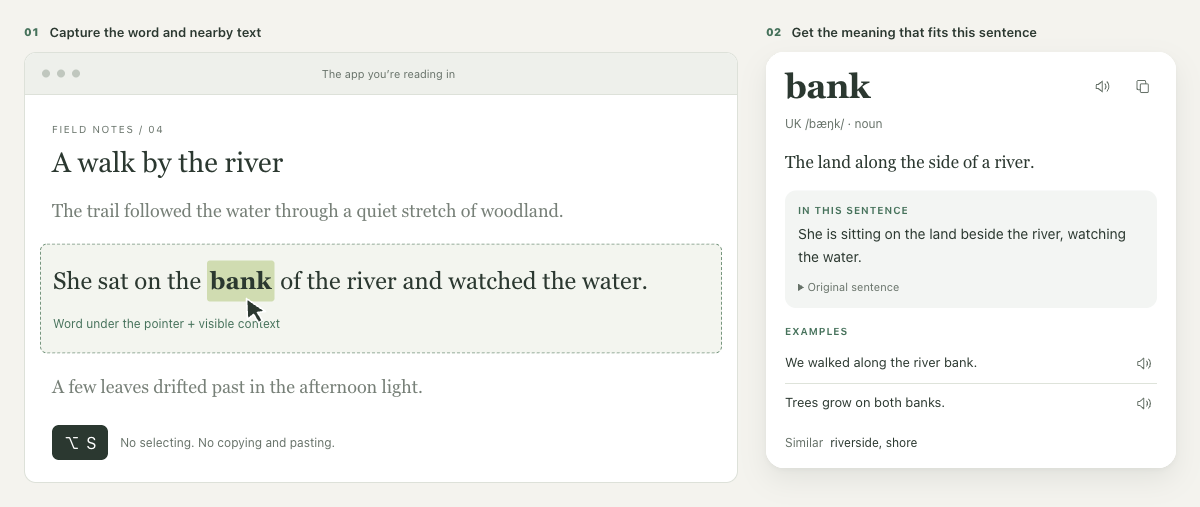 01 Capture the word and nearby text
The app you’re reading in
FIELD NOTES / 04
A walk by the river
The trail followed the water through a quiet stretch of woodland.
She sat on the bank of the river and watched the water.
Word under the pointer + visible context
A few leaves drifted past in the afternoon light.
⌥ S No selecting. No copying and pasting.
02 Get the meaning that fits this sentence
bank
UK /bæŋk/ · noun
The land along the side of a river.
IN THIS SENTENCE
She is sitting on the land beside the river, watching
the water.
Original sentence
EXAMPLES
We walked along the river bank.
Trees grow on both banks.
Similar riverside, shore